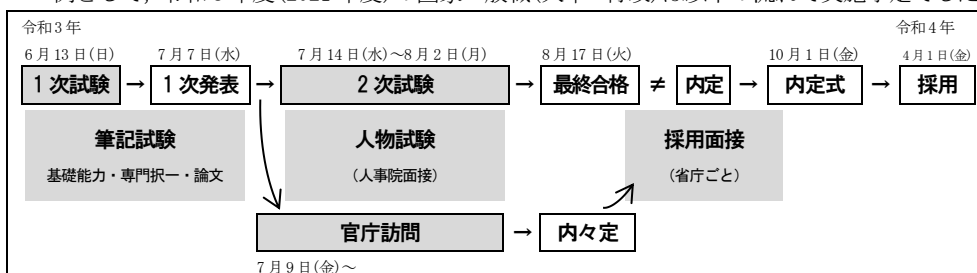 令和3年
令和4年
6月13日(日) 7月7日(水) 7月14日(水)～8月2日(月) 8月17日(火) 10月1日(金) 4月1日(金)
1次試験 → 1次発表 → 2次試験 → 最終合格 ≠ 内定 → 内定式 → 採用
筆記試験 人物試験 採用面接
基礎能力・専門択一・論文 (人事院面接) (省庁ごと)
官庁訪問 → 内々定
7月9日(金)～